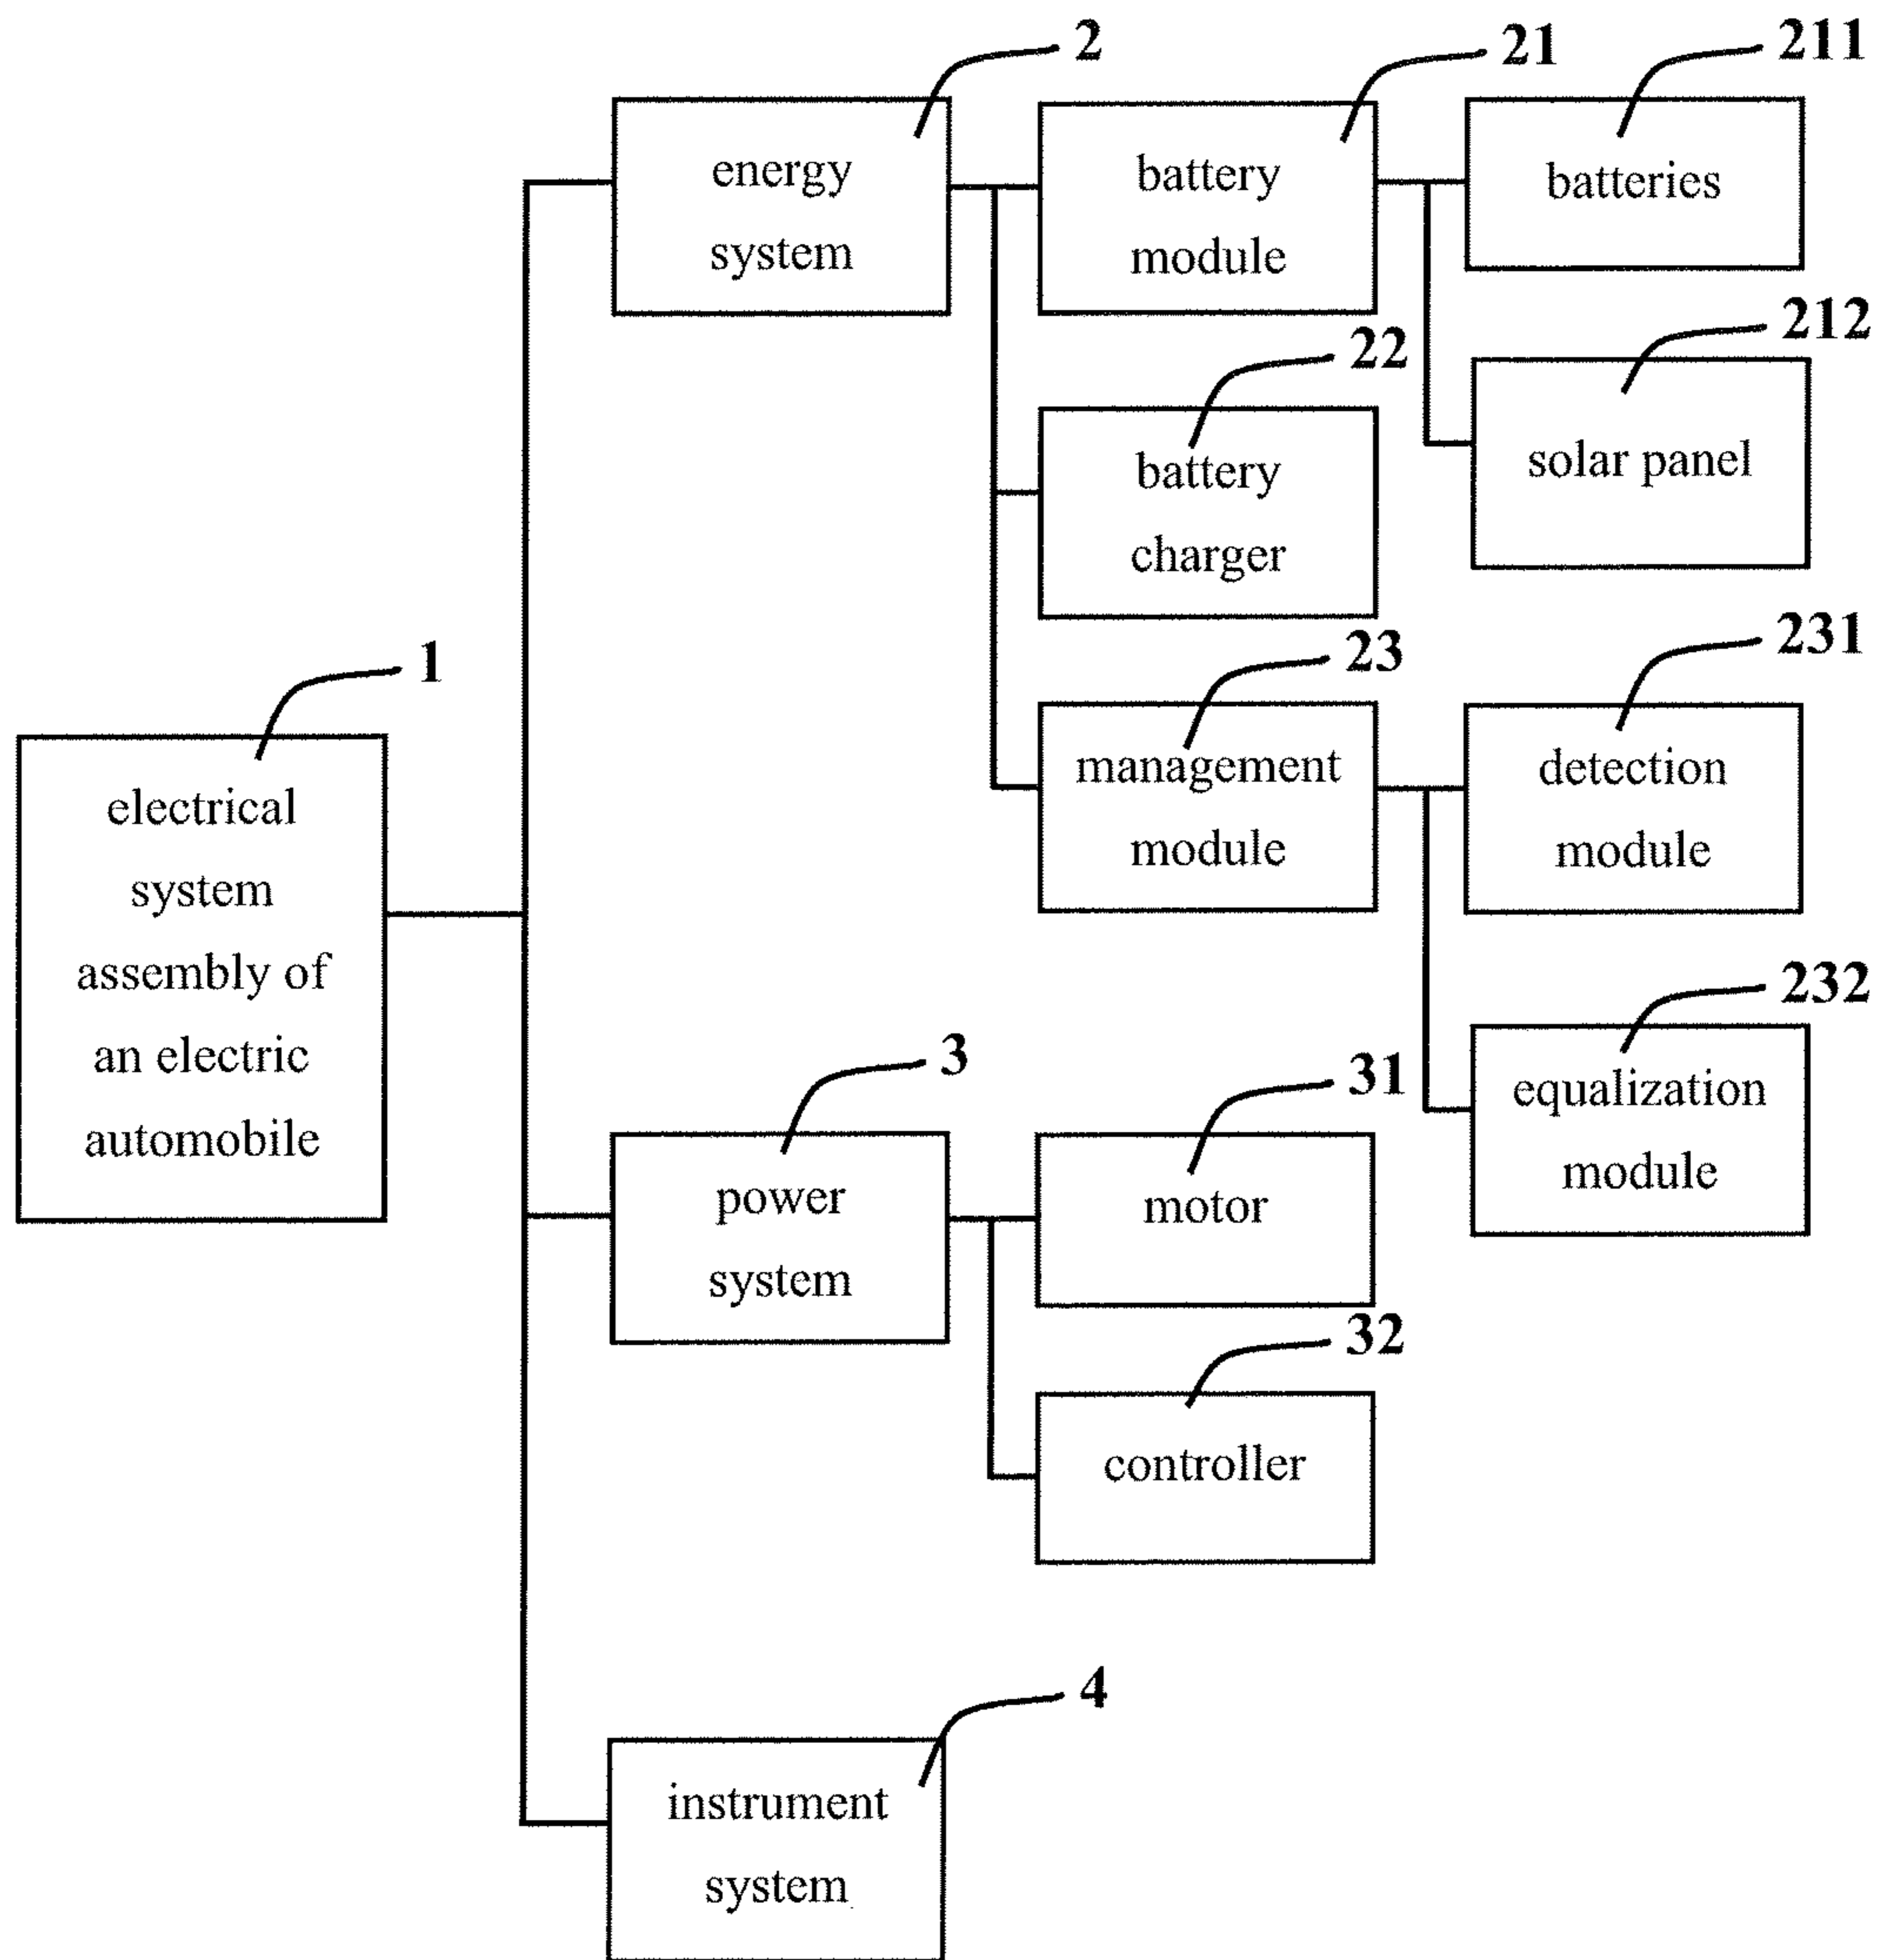 2
energy
system
21
battery
module
211
batteries
212
solar panel
22
battery
charger
23
management
module
231
detection
module
232
equalization
module
1
electrical
system
assembly of
an electric
automobile
3
power
system
31
motor
32
controller
4
instrument
system